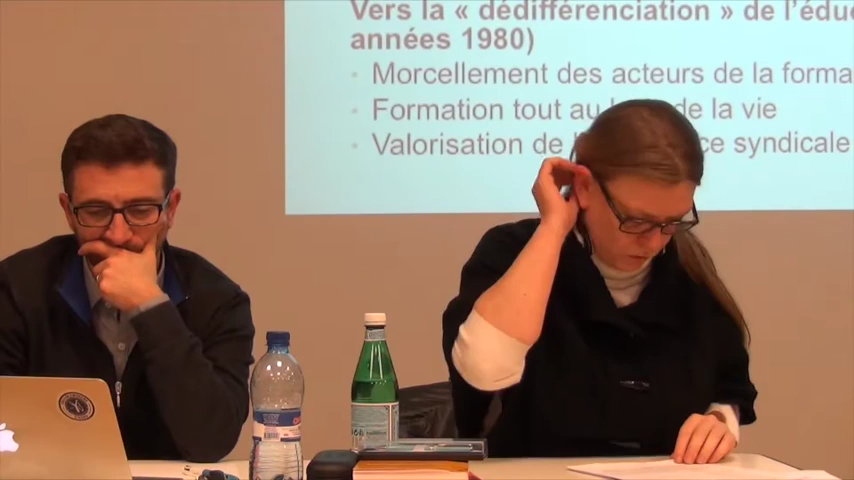 Vers la « dédifférenciation » de l'éduc
années 1980)
Morcellement des acteurs de la forma
Formation tout au de la vie
Valorisation de syndicale